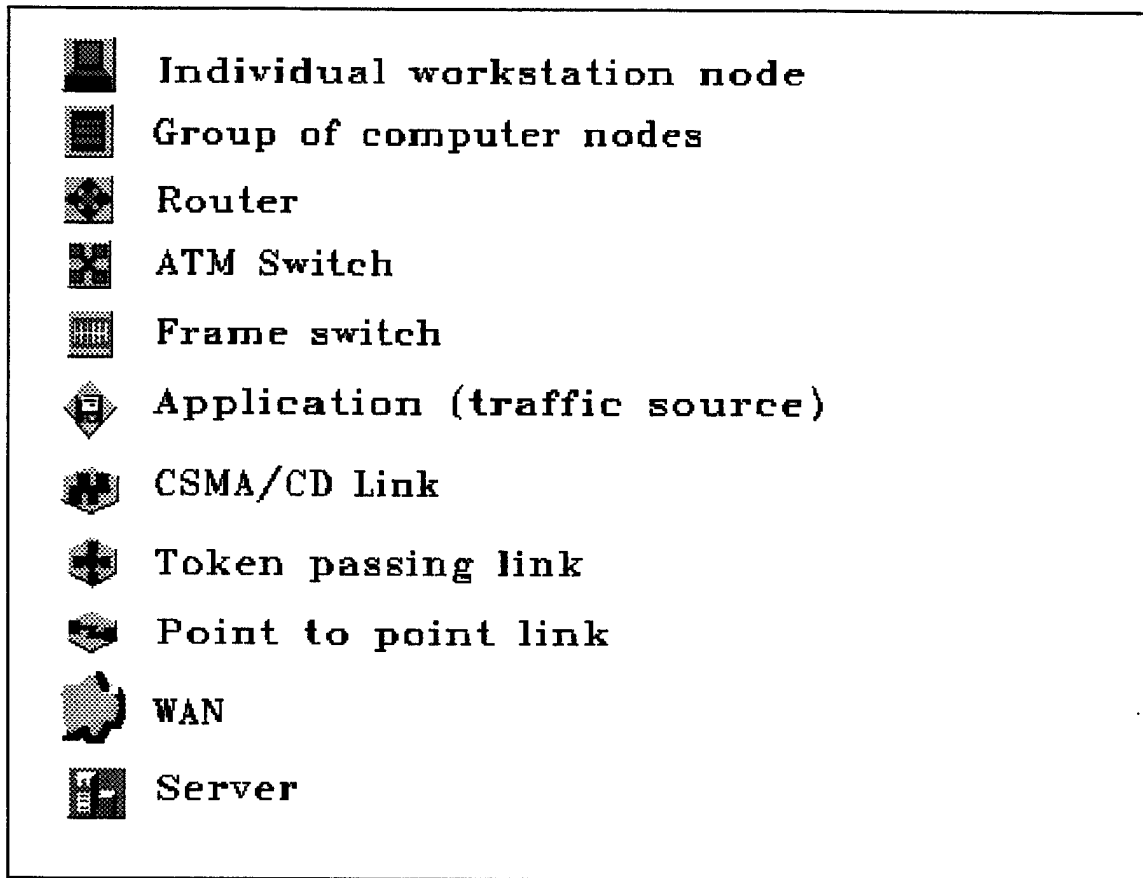 Individual workstation node
Group of computer nodes
Router
ATM Switch
Frame switch
Application (traffic source)
CSMA/CD Link
Token passing link
Point to point link
WAN
Server